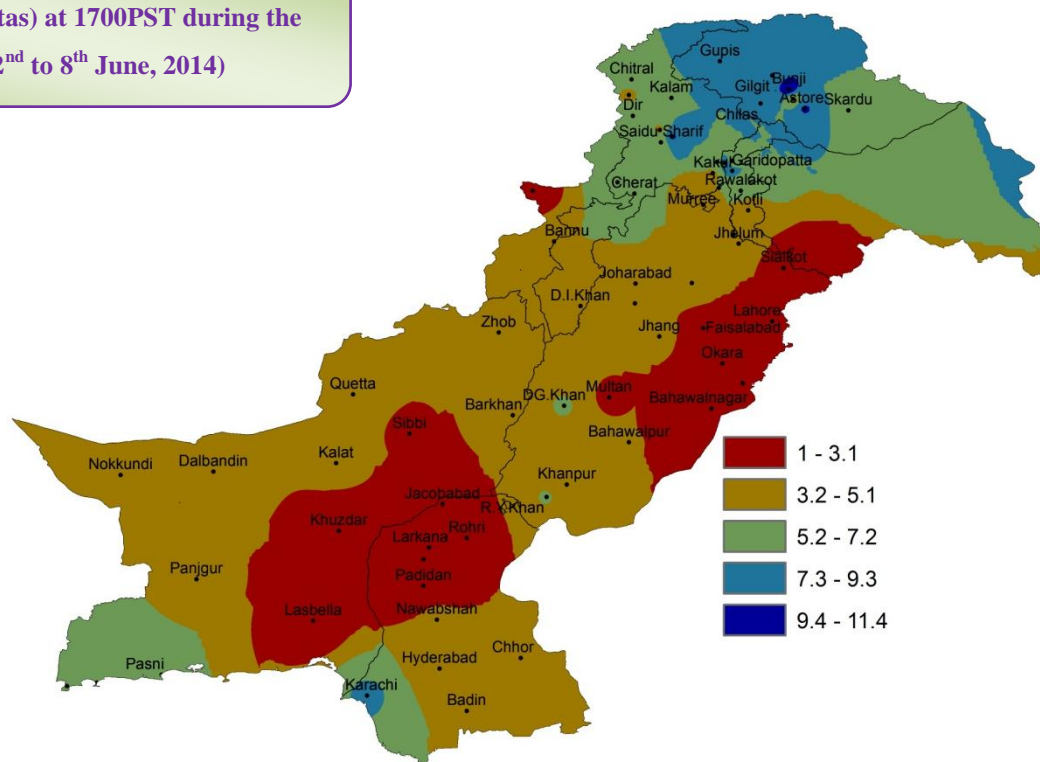 tas) at 1700PST during the
2nd to 8th June, 2014)
Gupis
Chitral
Bunji
Gilgit
Kalam
Astore
Skardu
Dir
Chilas
Saidu Sharif
Kakul
Garidopatta
Cherat
Rawalakot
Murree
Kotli
Bannu
Jhelum
Sialkot
Joharabad
D.I.Khan
Lahore
Zhob
Jhang
Faisalabad
Okara
Quetta
DG.Khan
Multan
Barkhan
Bahawalnagar
Sibbi
Bahawalpur
Kalat
Nokkundi
Dalbandin
Khanpur
Jacobabad
R.Y.Khan
Khuzdar
Rohri
Larkana
Panjgur
Padidan
Lasbella
Nawabshah
Chhor
Pasni
Hyderabad
Karachi
Badin
1 - 3.1
3.2 - 5.1
5.2 - 7.2
7.3 - 9.3
9.4 - 11.4